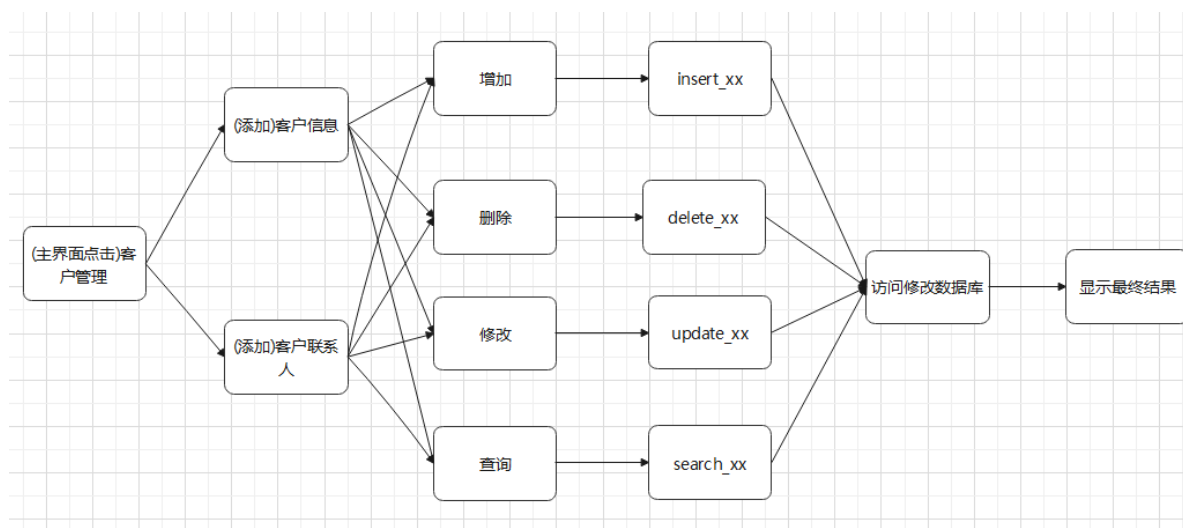 增加
insert_xx
(添加)客户信息
删除
delete_xx
(主界面点击)客
户管理
访问修改数据库
显示最终结果
修改
update_xx
(添加)客户联系
人
查询
search_xx